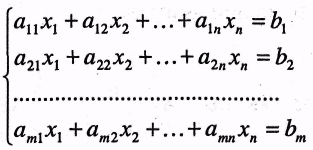 a₁₁x₁ + a₁₂x₂ + ... + a₁ₙxₙ = b₁
a₂₁x₁ + a₂₂x₂ + ... + a₂ₙxₙ = b₂
..........................................
aₘ₁x₁ + aₘ₂x₂ + ... + aₘₙxₙ = bₘ